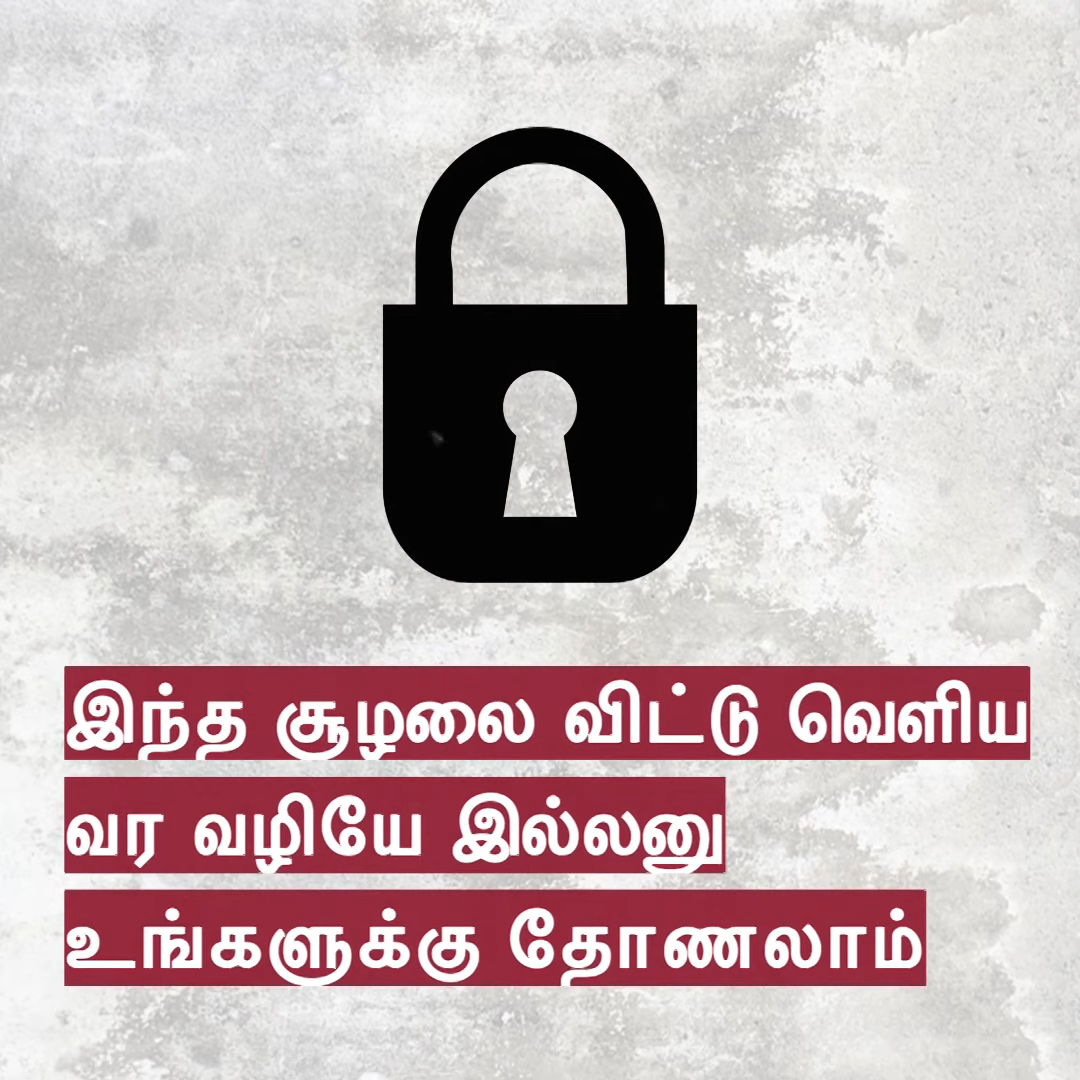 இந்த சூழலை விட்டு வெளிய
வர வழியே இல்லனு
உங்களுக்கு தோணலாம்